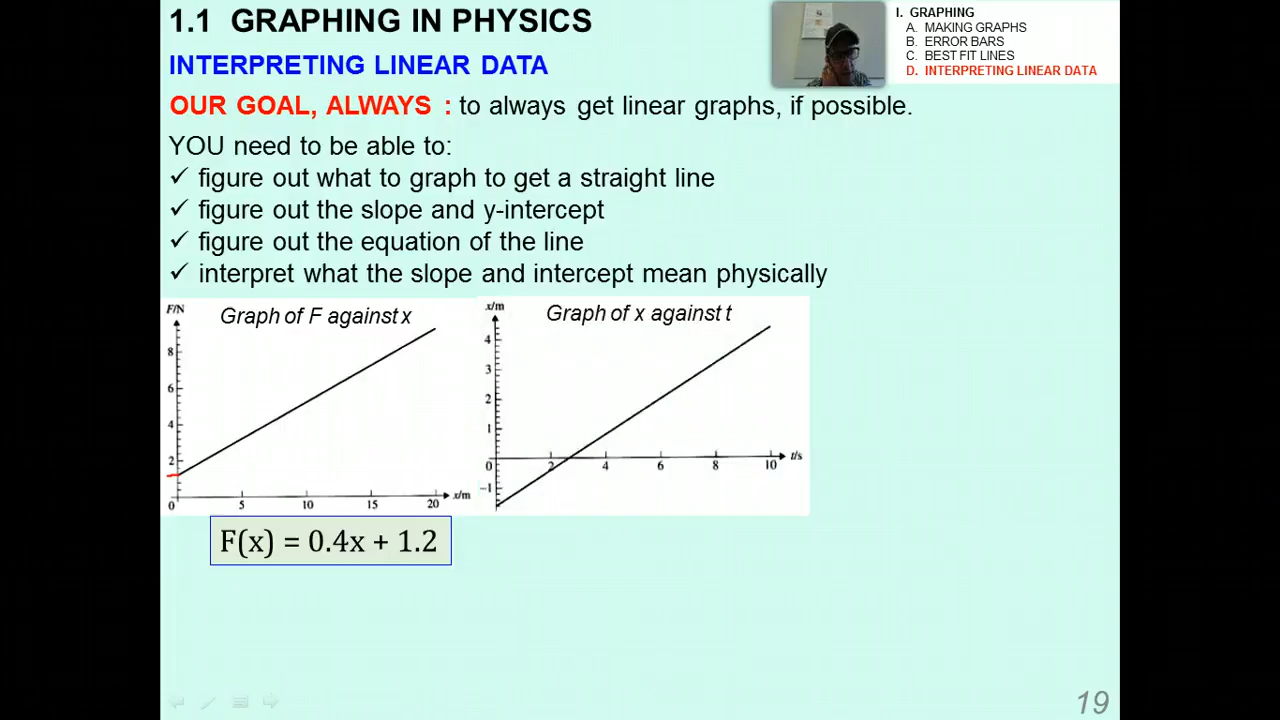 1.1 GRAPHING IN PHYSICS
I. GRAPHING
A. MAKING GRAPHS
B. ERROR BARS
C. BEST FIT LINES
D. INTERPRETING LINEAR DATA
INTERPRETING LINEAR DATA
OUR GOAL, ALWAYS : to always get linear graphs, if possible.
YOU need to be able to:
✓ figure out what to graph to get a straight line
✓ figure out the slope and y-intercept
✓ figure out the equation of the line
✓ interpret what the slope and intercept mean physically
F/N
Graph of F against x
8
6
4
2
0 5 10 15 20 x/m
x/m
Graph of x against t
4
3
2
1
0 2 4 6 8 10 t/s
-1
F(x) = 0.4x + 1.2
19